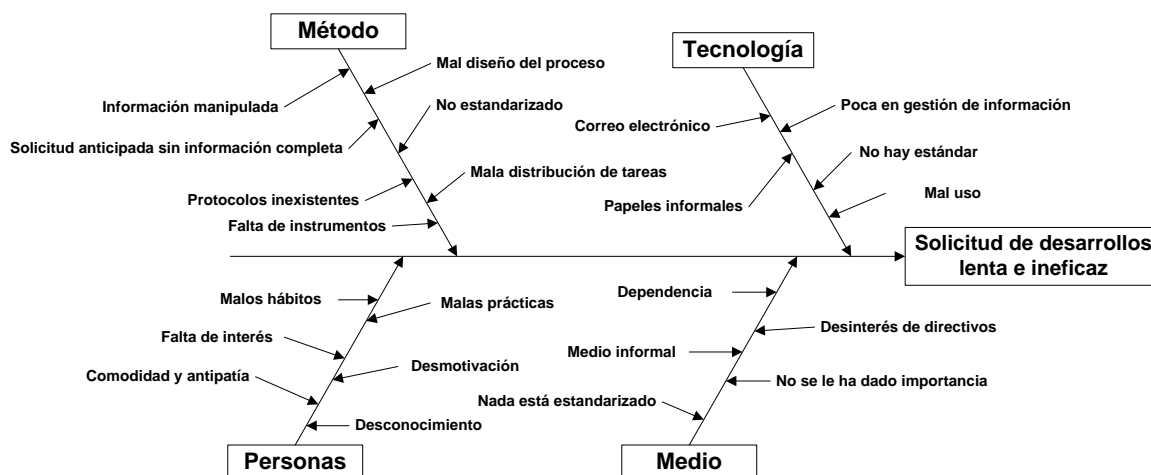 Método
Tecnología
Mal diseño del proceso
Información manipulada
No estandarizado
Poca en gestión de información
Correo electrónico
Solicitud anticipada sin información completa
No hay estándar
Mala distribución de tareas
Protocolos inexistentes
Mal uso
Papeles informales
Falta de instrumentos
Solicitud de desarrollos
lenta e ineficaz
Malos hábitos
Malas prácticas
Dependencia
Desinterés de directivos
Falta de interés
Medio informal
Desmotivación
Comodidad y antipatía
No se le ha dado importancia
Nada está estandarizado
Desconocimiento
Personas
Medio